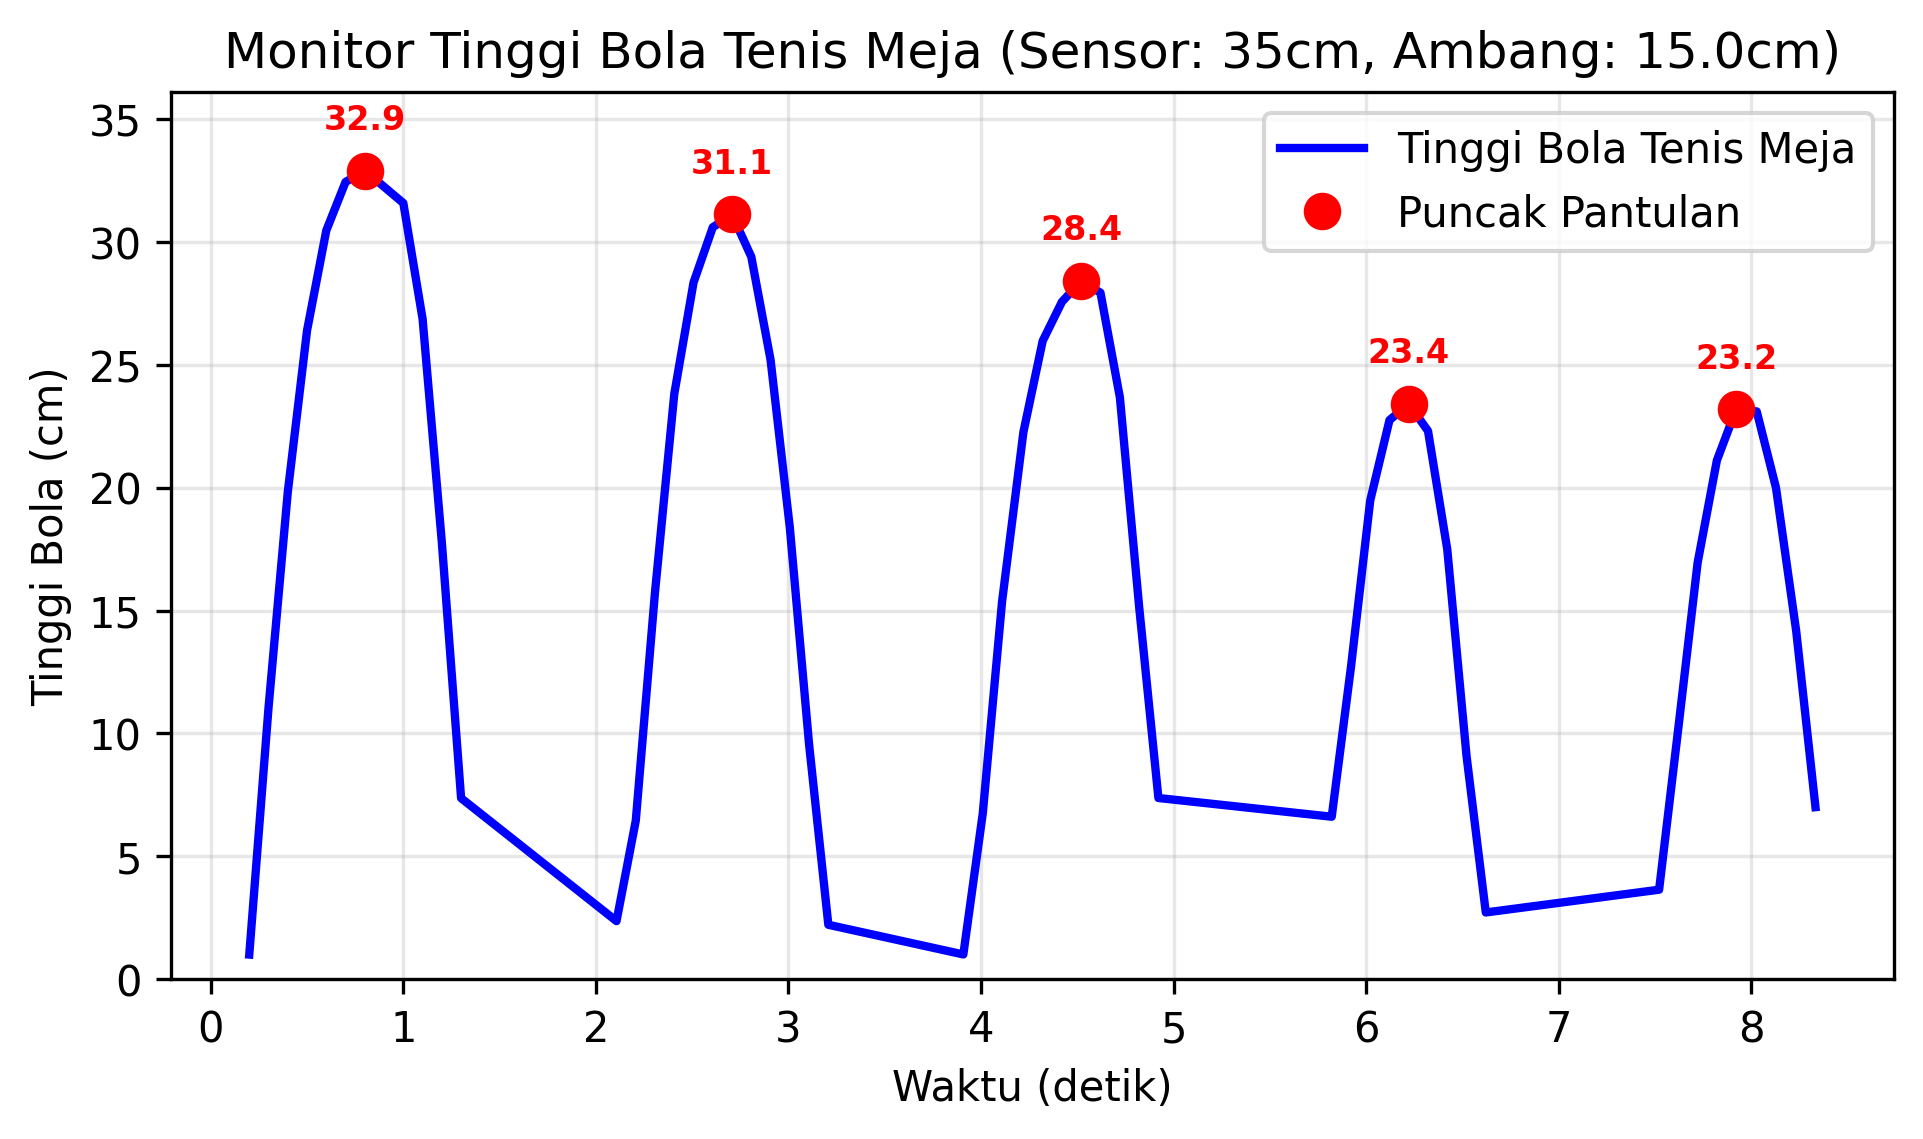 Monitor Tinggi Bola Tenis Meja (Sensor: 35cm, Ambang: 15.0cm)
Tinggi Bola Tenis Meja
Puncak Pantulan
32.9
31.1
28.4
23.4
23.2
Tinggi Bola (cm)
35
30
25
20
15
10
5
0
0 1 2 3 4 5 6 7 8
Waktu (detik)